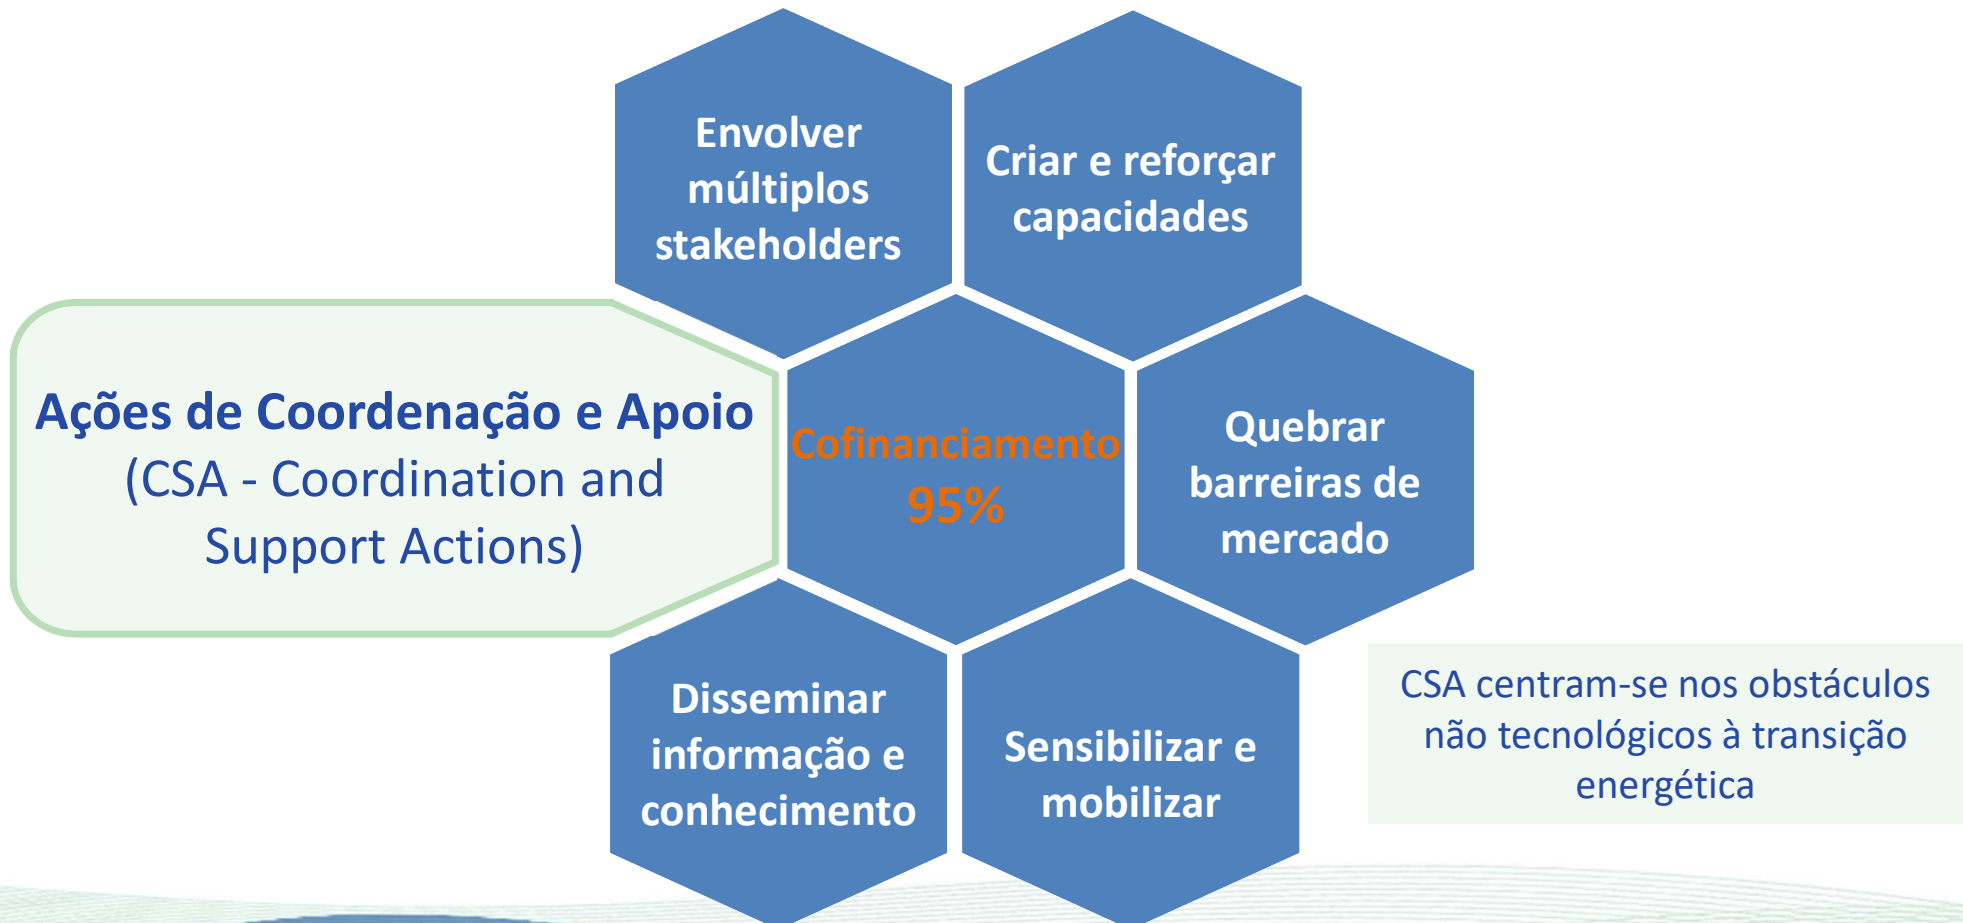 Envolver
múltiplos
stakeholders
Criar e reforçar
capacidades
Ações de Coordenação e Apoio
(CSA - Coordination and
Support Actions)
Cofinanciamento
95%
Quebrar
barreiras de
mercado
Disseminar
informação e
conhecimento
Sensibilizar e
mobilizar
CSA centram-se nos obstáculos
não tecnológicos à transição
energética